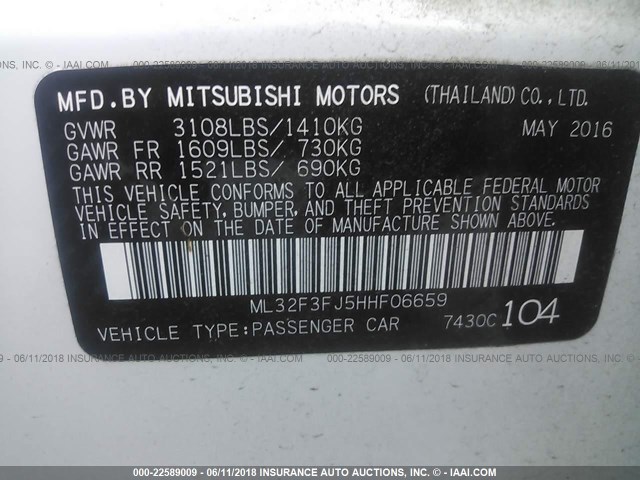 MFD.BY MITSUBISHI MOTORS (THAILAND)CO.,LTD.
GVWR 3108LBS/1410KG MAY 2016
GAWR FR 1609LBS/ 730KG
GAWR RR 1521LBS/ 690KG
THIS VEHICLE CONFORMS TO ALL APPLICABLE FEDERAL MOTOR
VEHICLE SAFETY, BUMPER, AND THEFT PREVENTION STANDARDS
IN EFFECT ON THE DATE OF MANUFACTURE SHOWN ABOVE.
ML32F3FJ5HHF06659
VEHICLE TYPE:PASSENGER CAR 7430C 104
000-22589009 - 06/11/2018 INSURANCE AUTO AUCTIONS, INC. - © - IAAI.COM